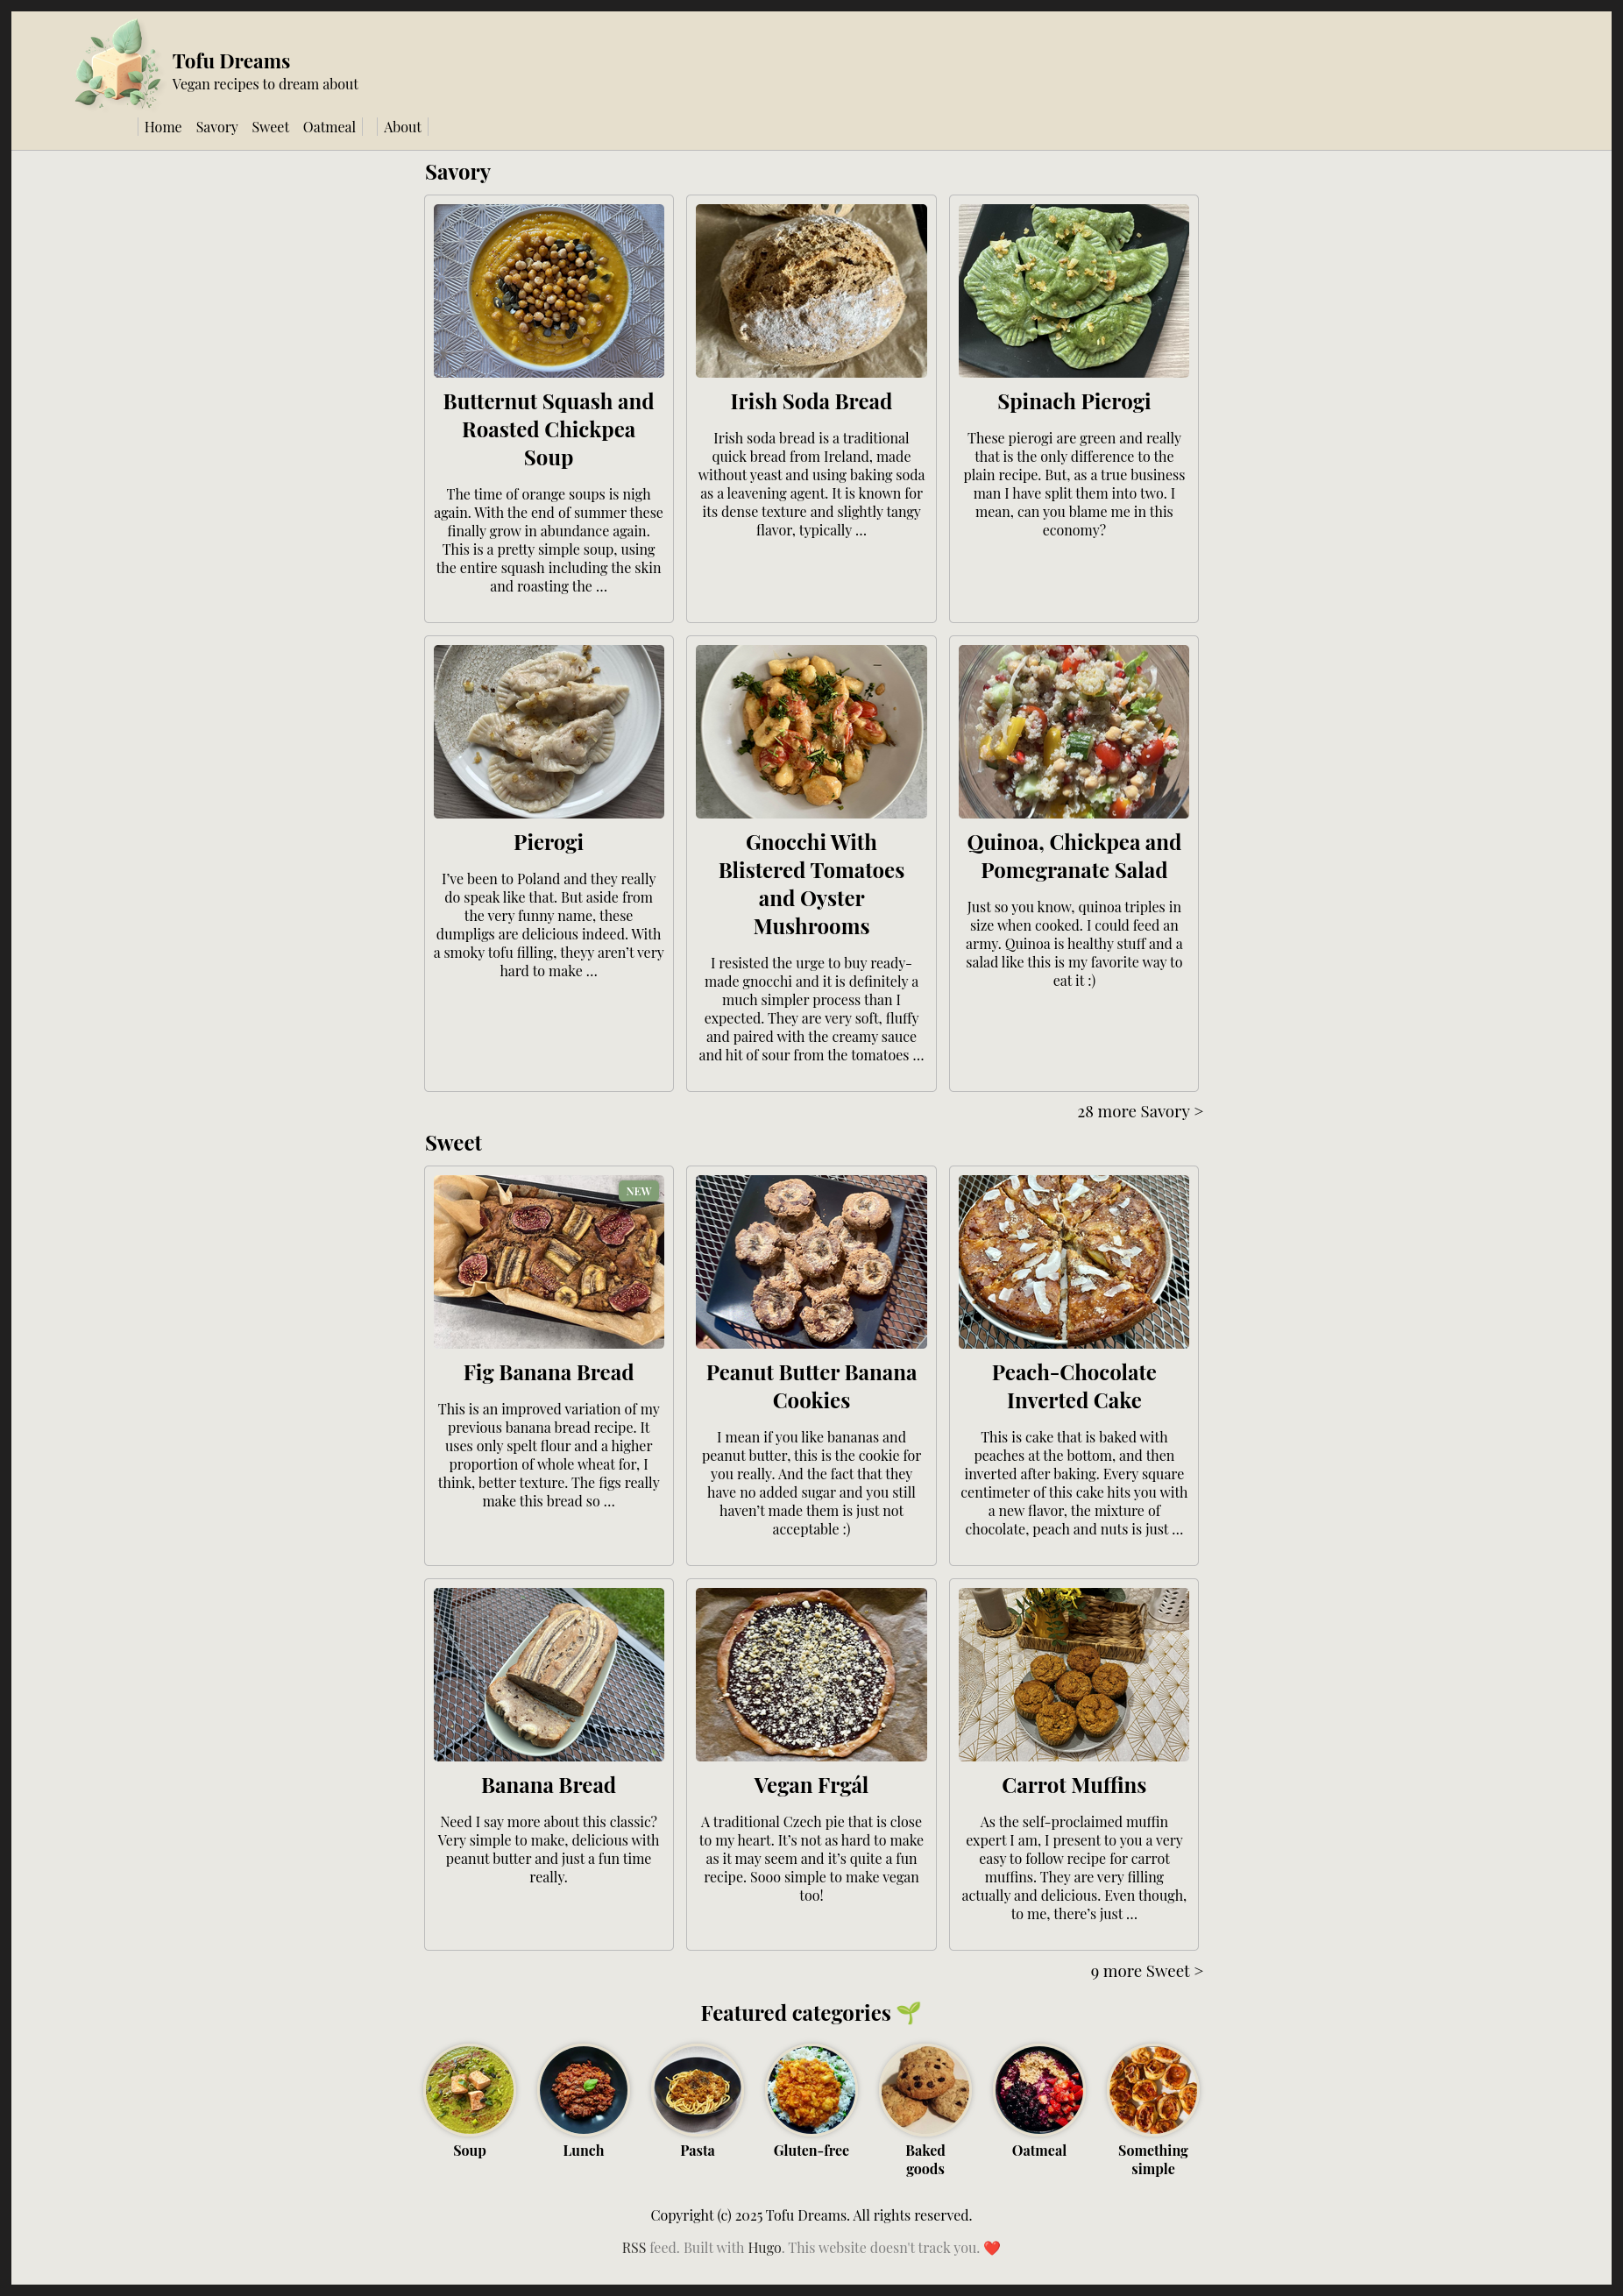 Tofu Dreams
Vegan recipes to dream about
Home Savory Sweet Oatmeal About
Savory
Butternut Squash and
Roasted Chickpea
Soup
The time of orange soups is nigh
again. With the end of summer these
finally grow in abundance again.
This is a pretty simple soup, using
the entire squash including the skin
and roasting the …
Irish Soda Bread
Irish soda bread is a traditional
quick bread from Ireland, made
without yeast and using baking soda
as a leavening agent. It is known for
its dense texture and slightly tangy
flavor, typically …
Spinach Pierogi
These pierogi are green and really
that is the only difference to the
plain recipe. But, as a true business
man I have split them into two. I
mean, can you blame me in this
economy?
Pierogi
I’ve been to Poland and they really
do speak like that. But aside from
the very funny name, these
dumpligs are delicious indeed. With
a smoky tofu filling, theyy aren’t very
hard to make …
Gnocchi With
Blistered Tomatoes
and Oyster
Mushrooms
I resisted the urge to buy ready-
made gnocchi and it is definitely a
much simpler process than I
expected. They are very soft, fluffy
and paired with the creamy sauce
and hit of sour from the tomatoes …
Quinoa, Chickpea and
Pomegranate Salad
Just so you know, quinoa triples in
size when cooked. I could feed an
army. Quinoa is healthy stuff and a
salad like this is my favorite way to
eat it :)
28 more Savory >
Sweet
NEW
Fig Banana Bread
This is an improved variation of my
previous banana bread recipe. It
uses only spelt flour and a higher
proportion of whole wheat for, I
think, better texture. The figs really
make this bread so …
Peanut Butter Banana
Cookies
I mean if you like bananas and
peanut butter, this is the cookie for
you really. And the fact that they
have no added sugar and you still
haven’t made them is just not
acceptable :)
Peach-Chocolate
Inverted Cake
This is cake that is baked with
peaches at the bottom, and then
inverted after baking. Every square
centimeter of this cake hits you with
a new flavor, the mixture of
chocolate, peach and nuts is just …
Banana Bread
Need I say more about this classic?
Very simple to make, delicious with
peanut butter and just a fun time
really.
Vegan Frgál
A traditional Czech pie that is close
to my heart. It’s not as hard to make
as it may seem and it’s quite a fun
recipe. Sooo simple to make vegan
too!
Carrot Muffins
As the self-proclaimed muffin
expert I am, I present to you a very
easy to follow recipe for carrot
muffins. They are very filling
actually and delicious. Even though,
to me, there’s just …
9 more Sweet >
Featured categories 🌱
Soup
Lunch
Pasta
Gluten-free
Baked
goods
Oatmeal
Something
simple
Copyright (c) 2025 Tofu Dreams. All rights reserved.
RSS feed. Built with Hugo. This website doesn't track you. ❤️